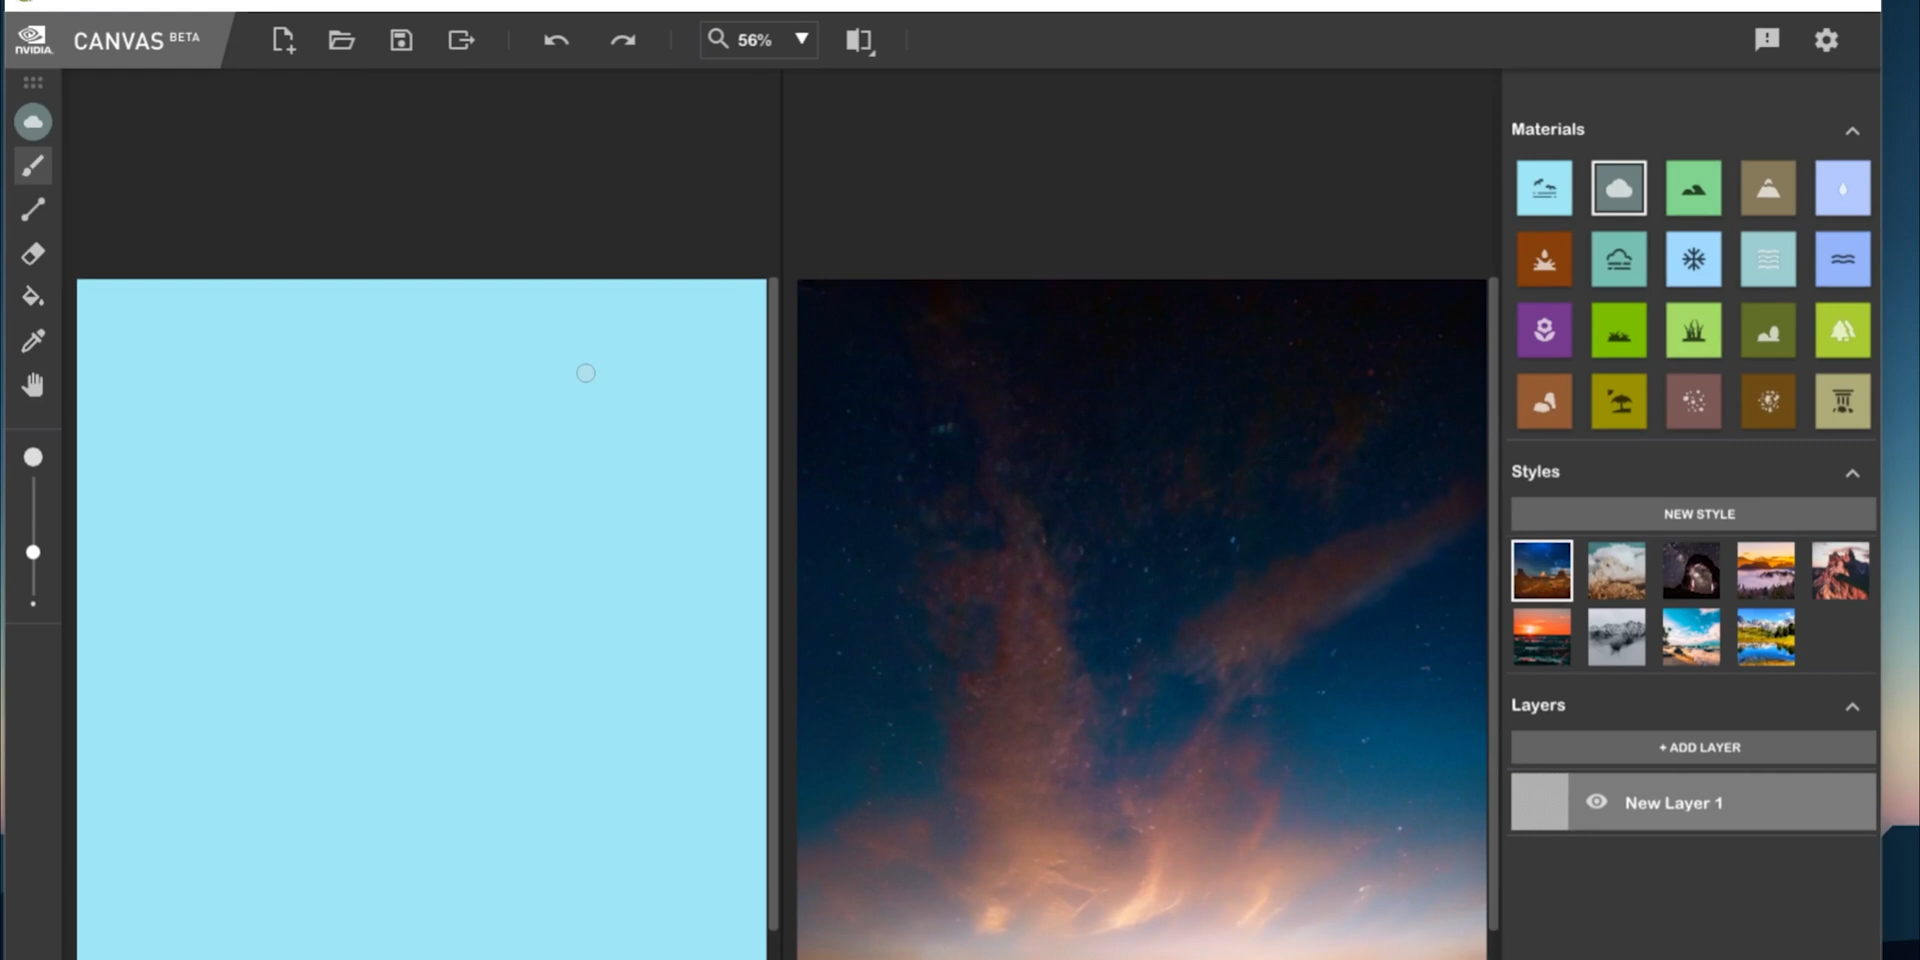 NVIDIA.
CANVAS BETA
56%
Materials
Styles
NEW STYLE
Layers
+ ADD LAYER
New Layer 1